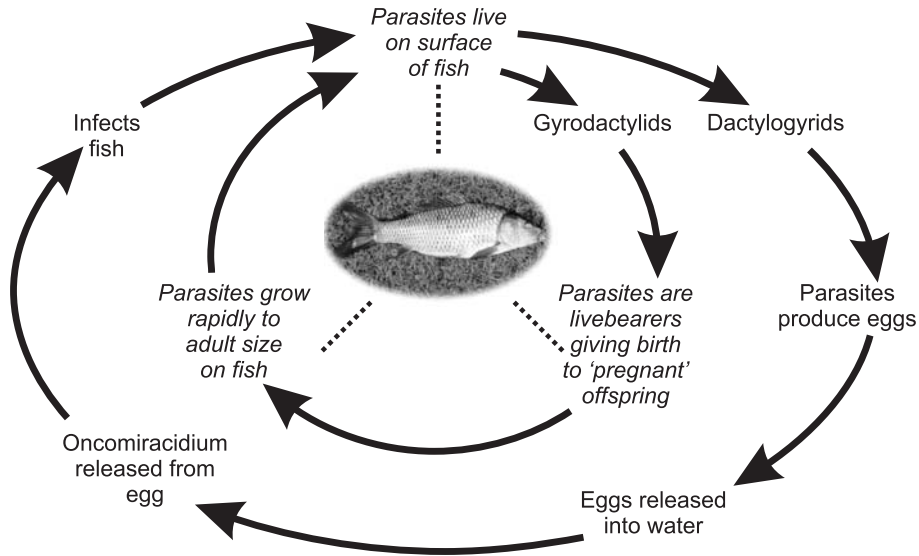 Parasites live
on surface
of fish
Gyrodactylids
Dactylogyrids
Infects
fish
Parasites are
livebearers
giving birth
to ‘pregnant’
offspring
Parasites
produce eggs
Parasites grow
rapidly to
adult size
on fish
Oncomiracidium
released from
egg
Eggs released
into water